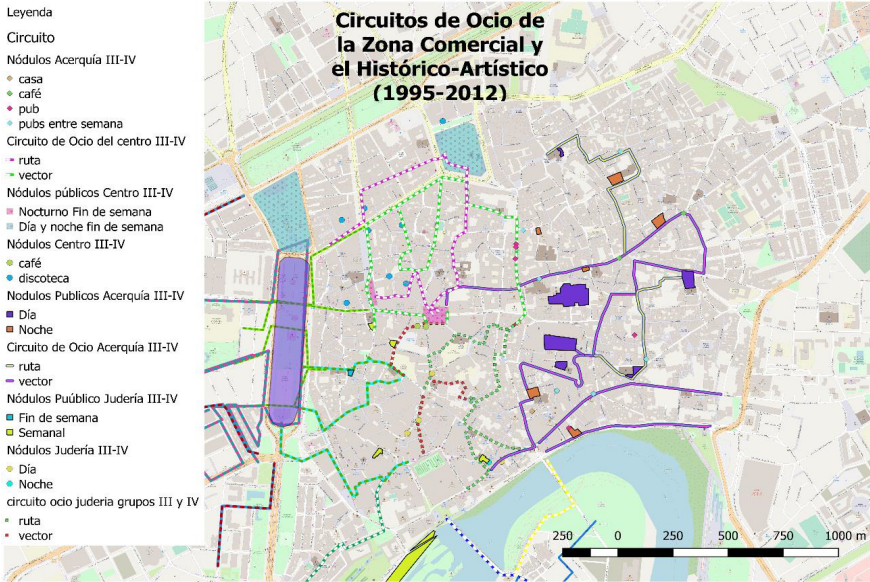 Leyenda
Circuito
Nódulos Acerquía III-IV
casa
café
pub
pubs entre semana
Circuito de Ocio del centro III-IV
ruta
vector
Nódulos públicos Centro III-IV
Nocturno Fin de semana
Día y noche fin de semana
Nódulos Centro III-IV
café
discoteca
Nodulos Publicos Acerquía III-IV
Día
Noche
Circuito de Ocio Acerquía III-IV
ruta
vector
Nódulos Puúblico Judería III-IV
Fin de semana
Semanal
Nódulos Judería III-IV
Día
Noche
circuito ocio juderia grupos III y IV
ruta
vector
Circuitos de Ocio de
la Zona Comercial y
el Histórico-Artístico
(1995-2012)
250 0 250 500 750 1000 m